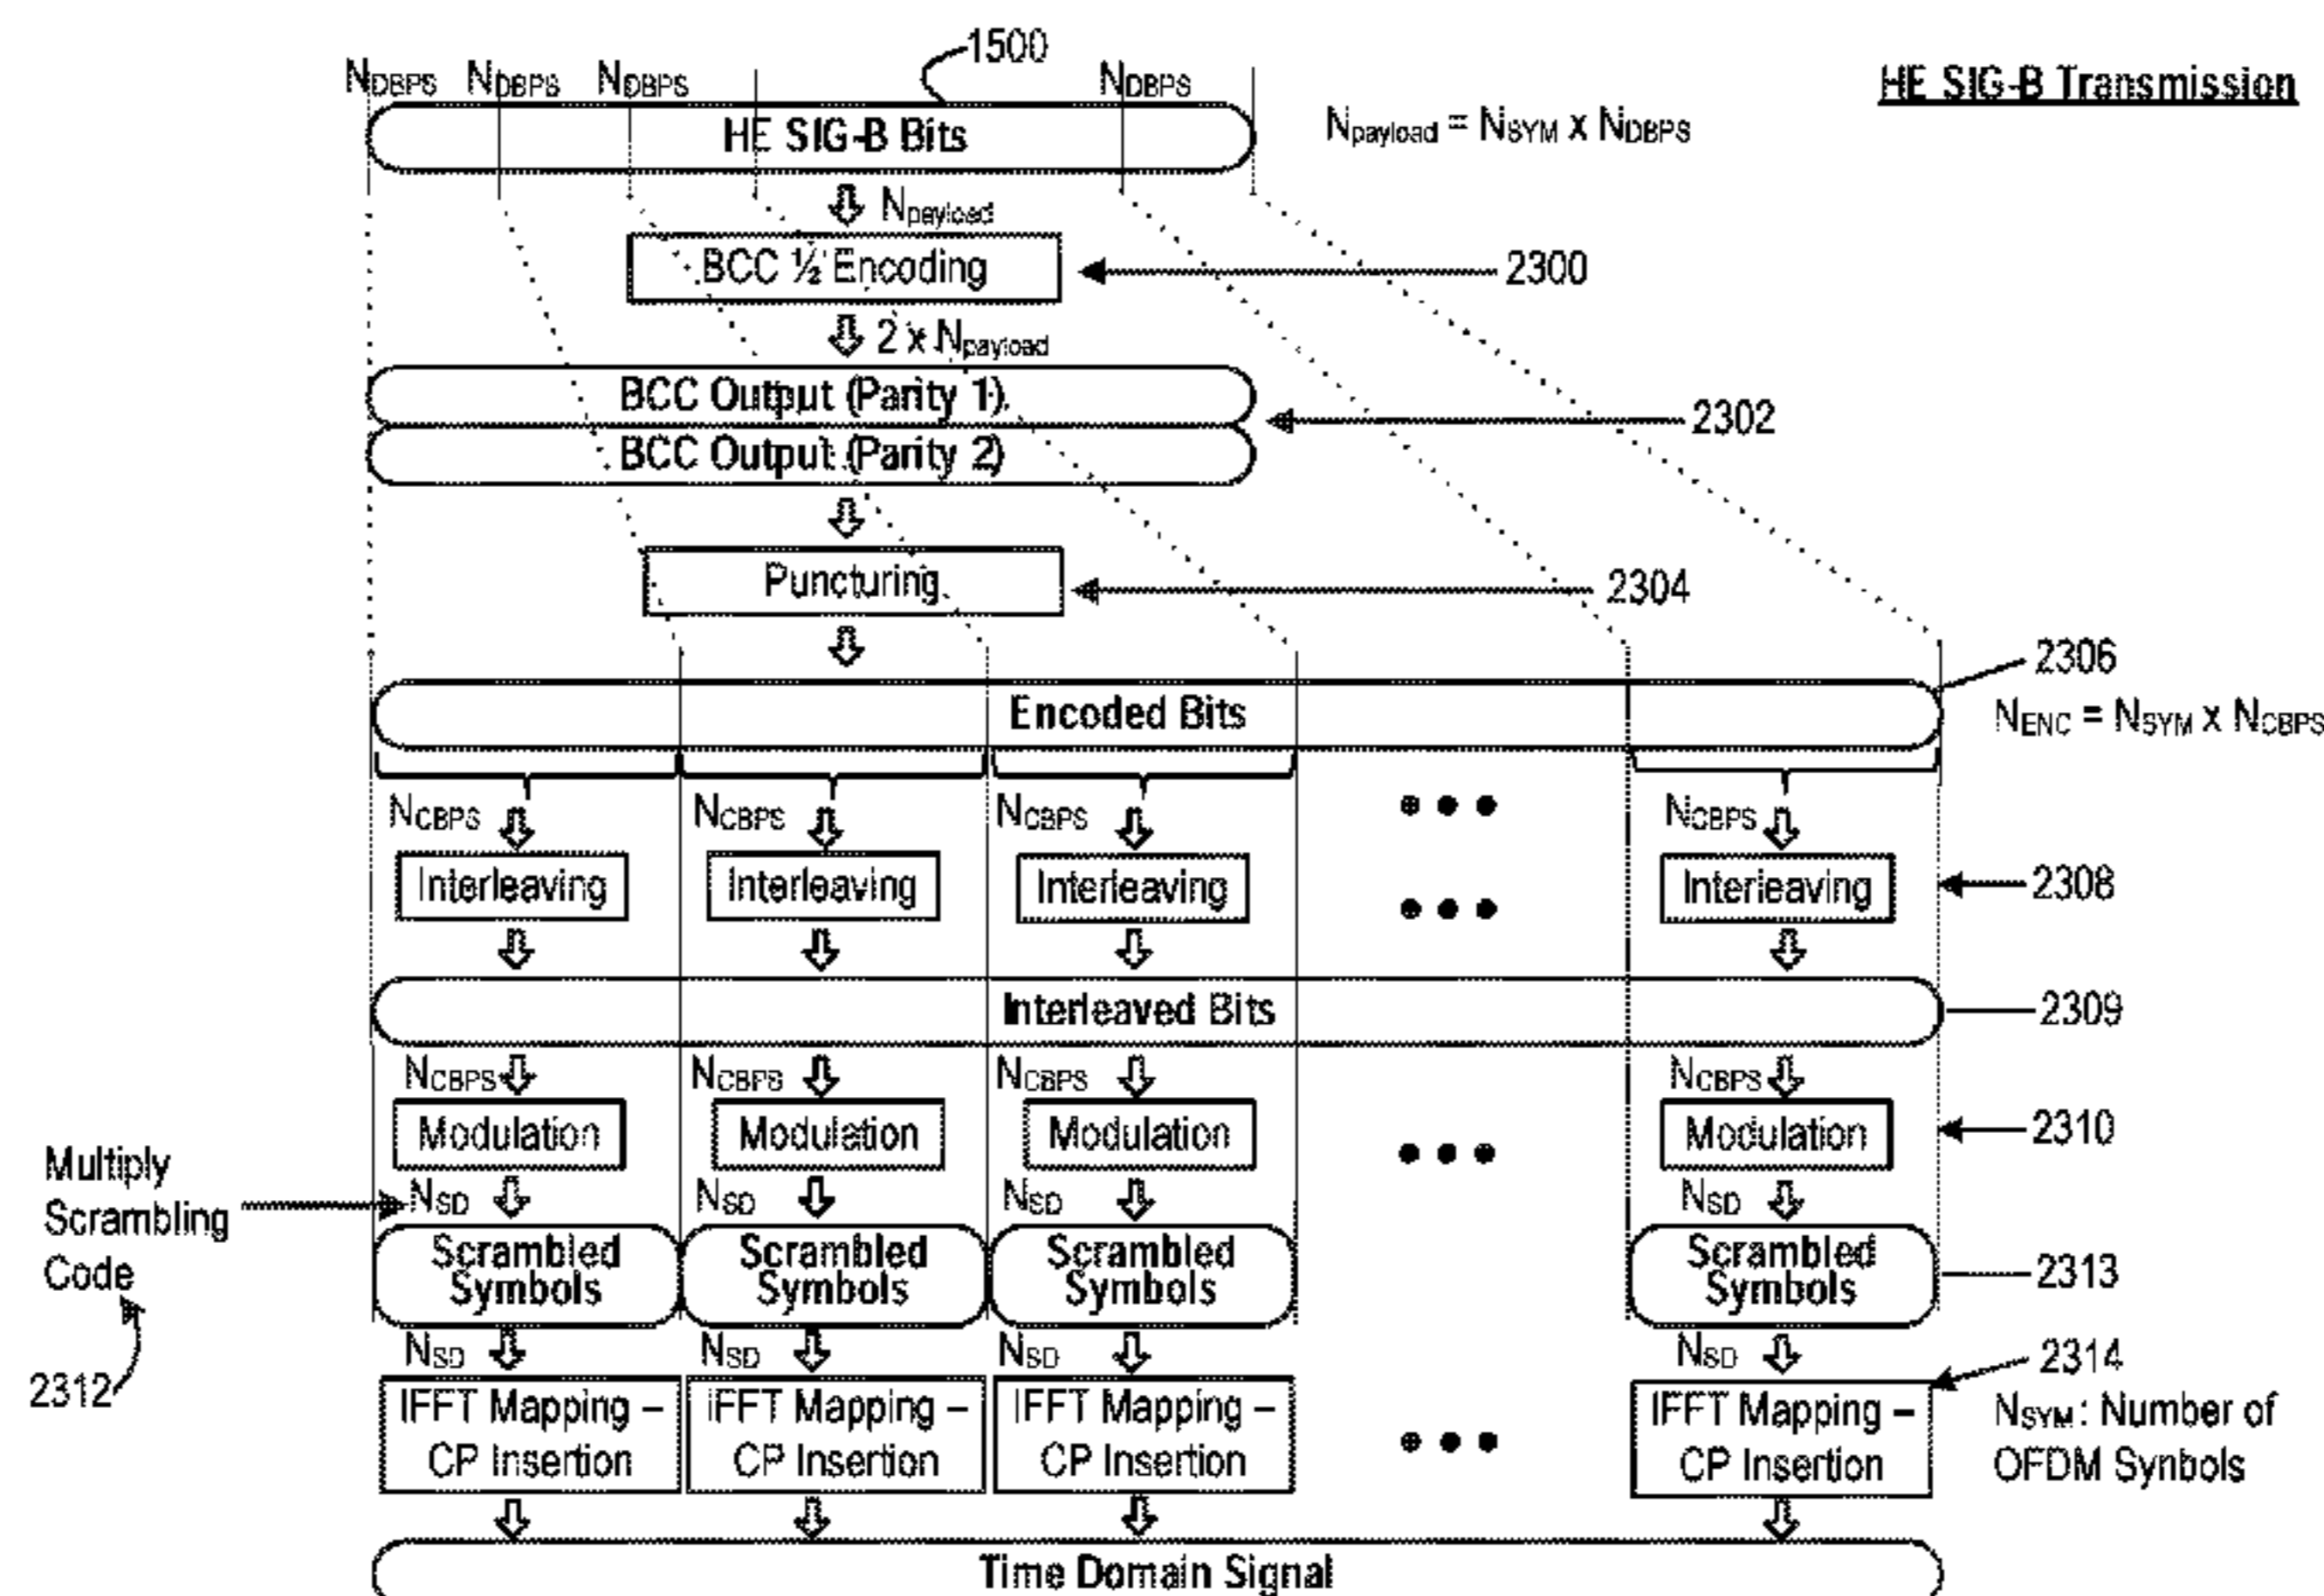 1500
HE SIG-B Transmission
NDBPS NDBPS NDBPS NDBPS
HE SIG-B Bits
Npayload = NSYM x NDBPS
Npayload
BCC ½ Encoding
2300
2 x Npayload
BCC Output (Parity 1)
2302
BCC Output (Parity 2)
Puncturing
2304
2306
Encoded Bits
NENC = NSYM x NCBPS
NCBPS NCBPS NCBPS NCBPS
Interleaving Interleaving Interleaving Interleaving
2308
Interleaved Bits
2309
NCBPS NCBPS NCBPS NCBPS
Modulation Modulation Modulation Modulation
2310
Multiply
Scrambling
Code
2312
NSD NSD NSD NSD
Scrambled Scrambled Scrambled Scrambled
Symbols Symbols Symbols Symbols
2313
NSD NSD NSD NSD
2314
IFFT Mapping – IFFT Mapping – IFFT Mapping – IFFT Mapping –
CP Insertion CP Insertion CP Insertion CP Insertion
NSYM: Number of
OFDM Synbols
Time Domain Signal